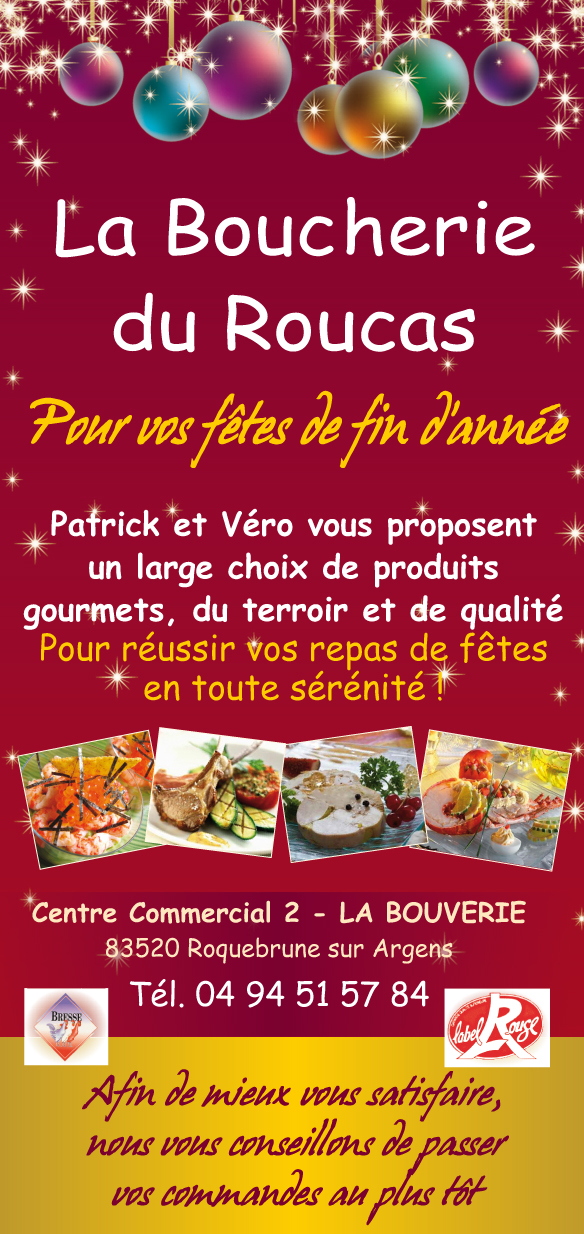 La Boucherie
du Roucas
Pour vos fêtes de fin d'année
Patrick et Véro vous proposent
un large choix de produits
gourmets, du terroir et de qualité
Pour réussir vos repas de fêtes
en toute sérénité !
Centre Commercial 2 - LA BOUVERIE
83520 Roquebrune sur Argens
Tél. 04 94 51 57 84
BRESSE
label Rouge
Afin de mieux vous satisfaire,
nous vous conseillons de passer
vos commandes au plus tôt